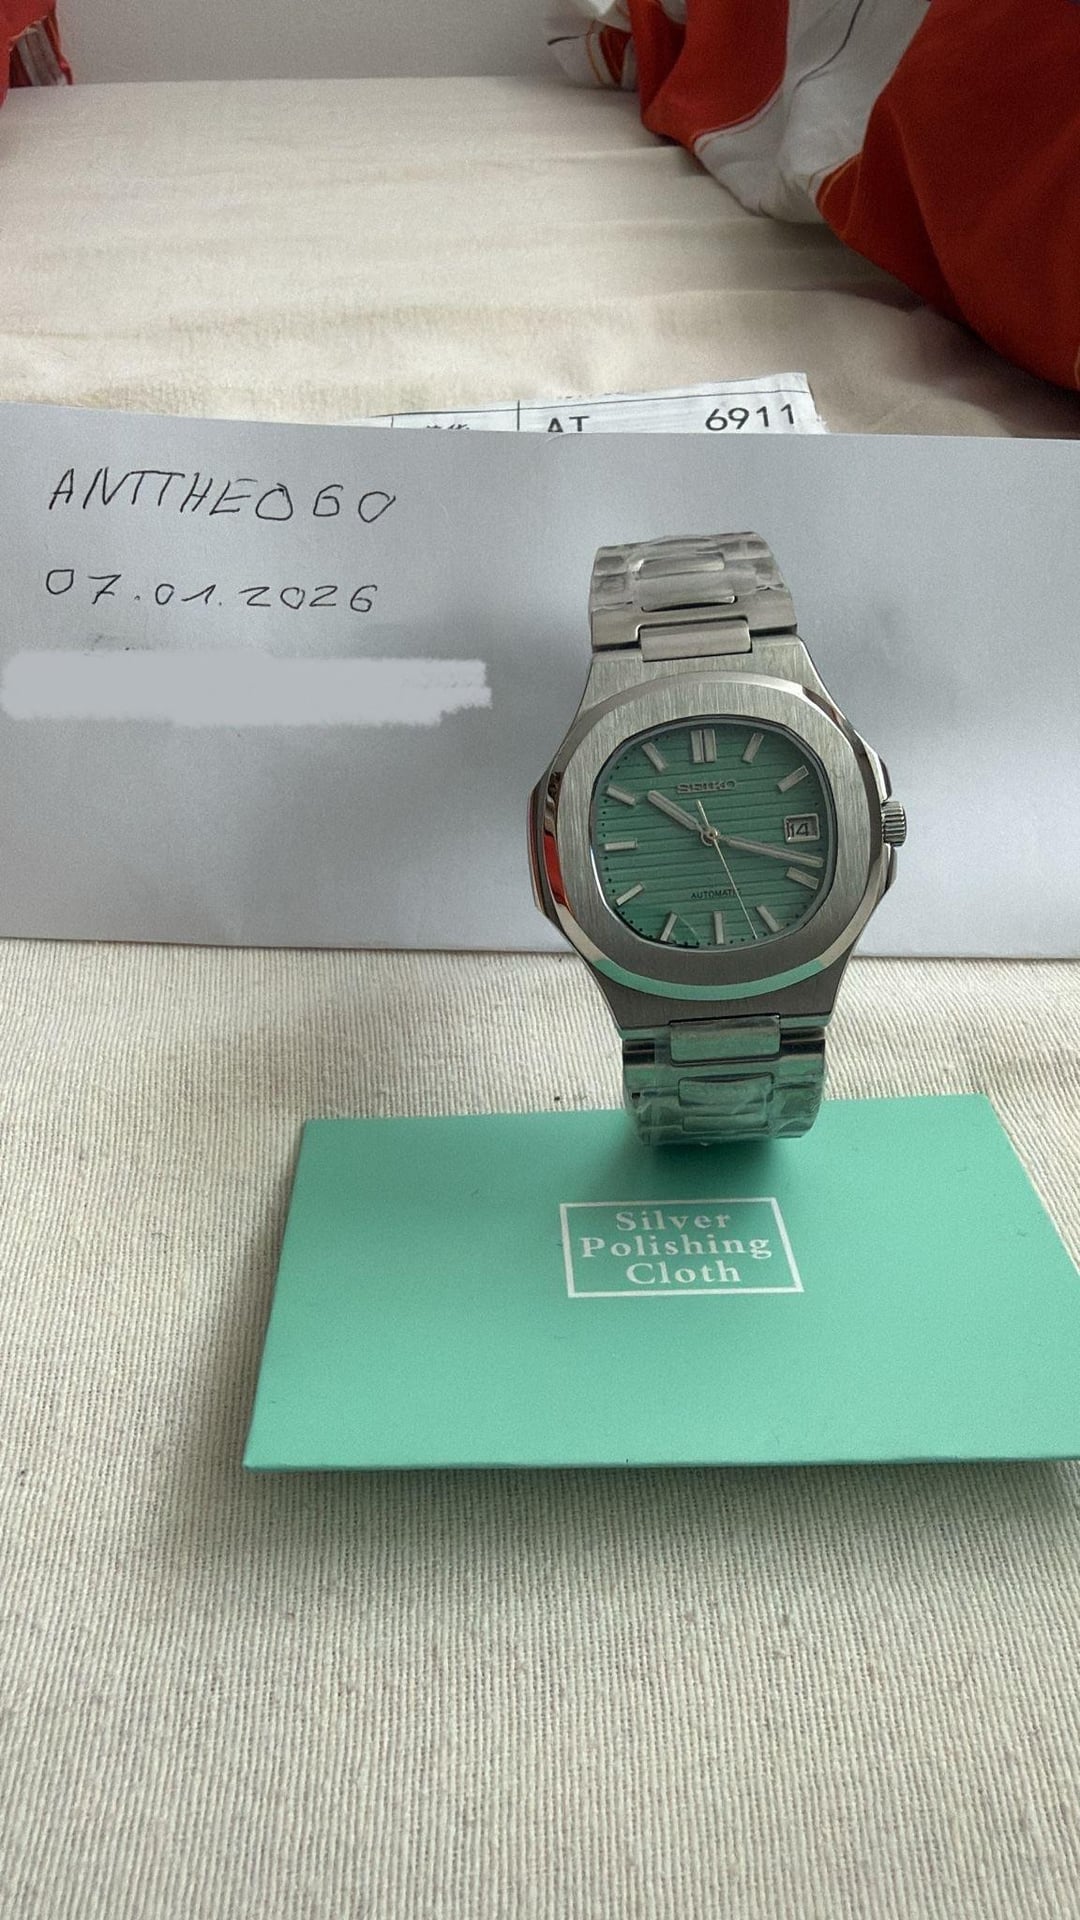 AT 6911
ANTTHEO60
07.01.2026
SEIKO
14
AUTOMATIC
Silver
Polishing
Cloth